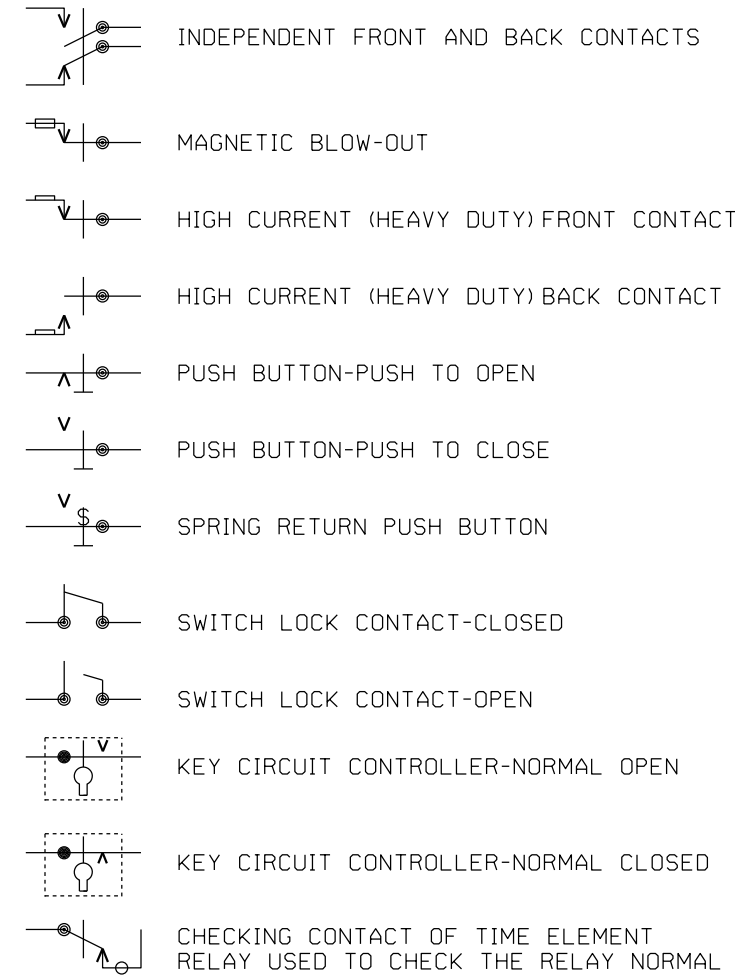 INDEPENDENT FRONT AND BACK CONTACTS
MAGNETIC BLOW-OUT
HIGH CURRENT (HEAVY DUTY) FRONT CONTACT
HIGH CURRENT (HEAVY DUTY) BACK CONTACT
PUSH BUTTON-PUSH TO OPEN
PUSH BUTTON-PUSH TO CLOSE
SPRING RETURN PUSH BUTTON
SWITCH LOCK CONTACT-CLOSED
SWITCH LOCK CONTACT-OPEN
KEY CIRCUIT CONTROLLER-NORMAL OPEN
KEY CIRCUIT CONTROLLER-NORMAL CLOSED
CHECKING CONTACT OF TIME ELEMENT
RELAY USED TO CHECK THE RELAY NORMAL